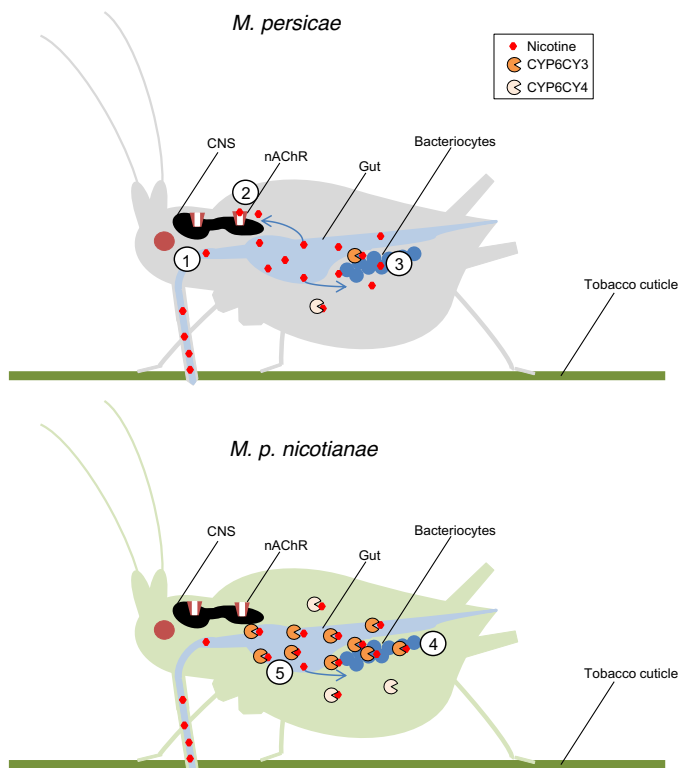 M. persicae
Nicotine
CYP6CY3
CYP6CY4
CNS
nAChR
Bacteriocytes
Gut
2
1
3
Tobacco cuticle
M. p. nicotianae
CNS
nAChR
Gut
Bacteriocytes
4
5
Tobacco cuticle